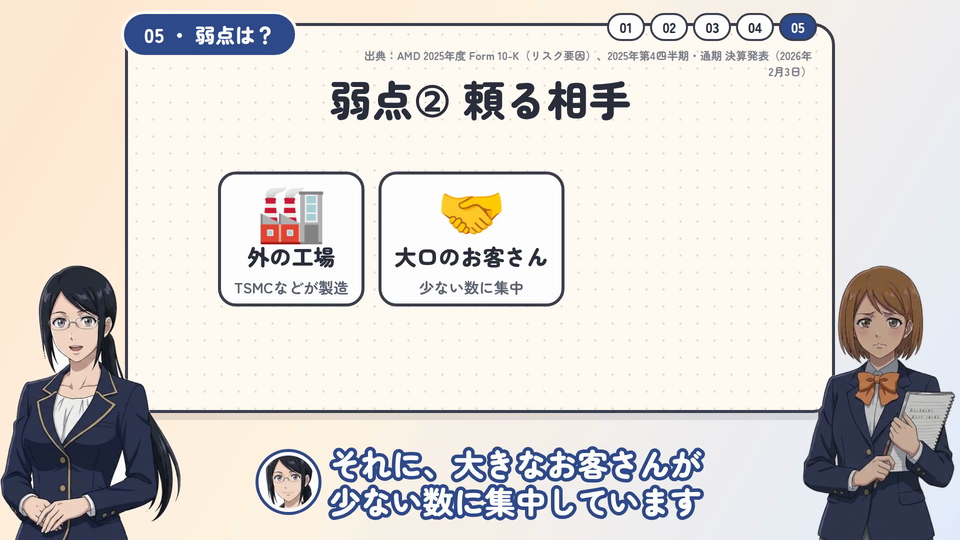 05 ・ 弱点は？
01 02 03 04 05
出典：AMD 2025年度 Form 10-K（リスク要因）、2025年第4四半期・通期 決算発表（2026年
2月3日）
弱点② 頼る相手
外の工場
TSMCなどが製造
大口のお客さん
少ない数に集中
それに、大きなお客さんが
少ない数に集中しています